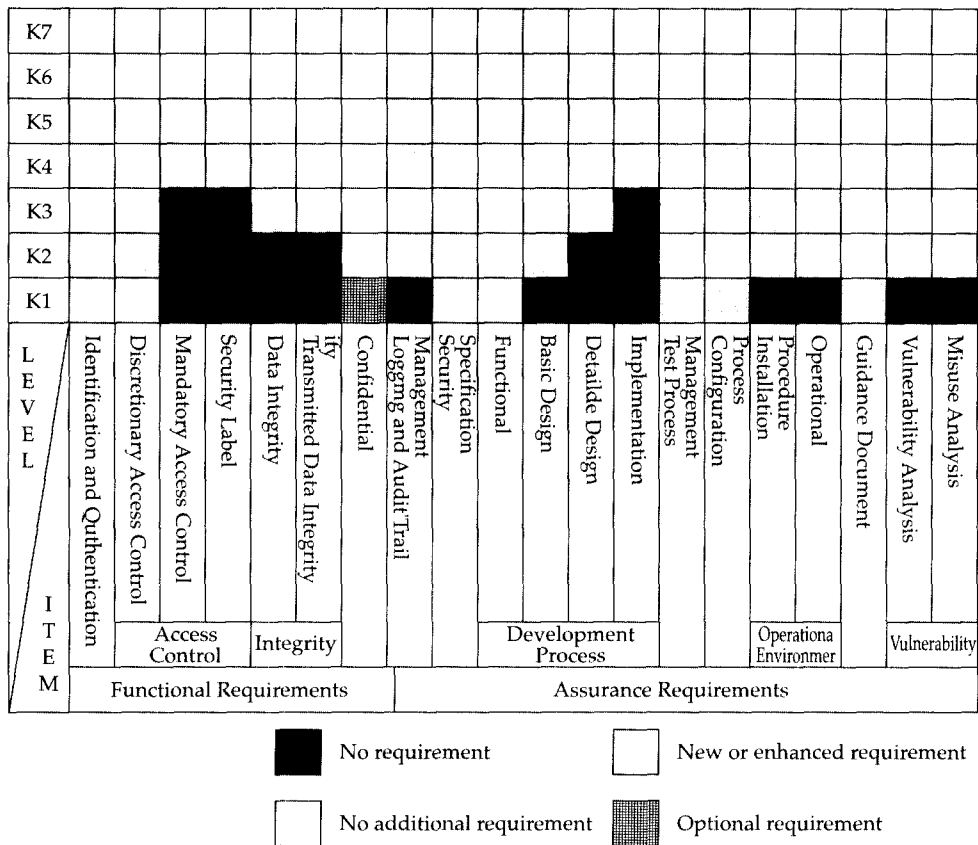 K7
K6
K5
K4
K3
K2
K1
LEVEL
ITEM
Identification and Quthentication
Discretionary Access Control
Mandatory Access Control
Security Label
Data Integrity
ify
Transmitted Data Integrity
Confidential
Management
Loggmg and Audit Trail
Specification
Security
Functional
Basic Design
Detailde Design
Implementation
Management
Test Process
Process
Configuration
Procedure
Installation
Operational
Guidance Document
Vulnerability Analysis
Misuse Analysis
Access
Control
Integrity
Development
Process
Operationa
Environmer
Vulnerability
Functional Requirements
Assurance Requirements
No requirement
New or enhanced requirement
No additional requirement
Optional requirement